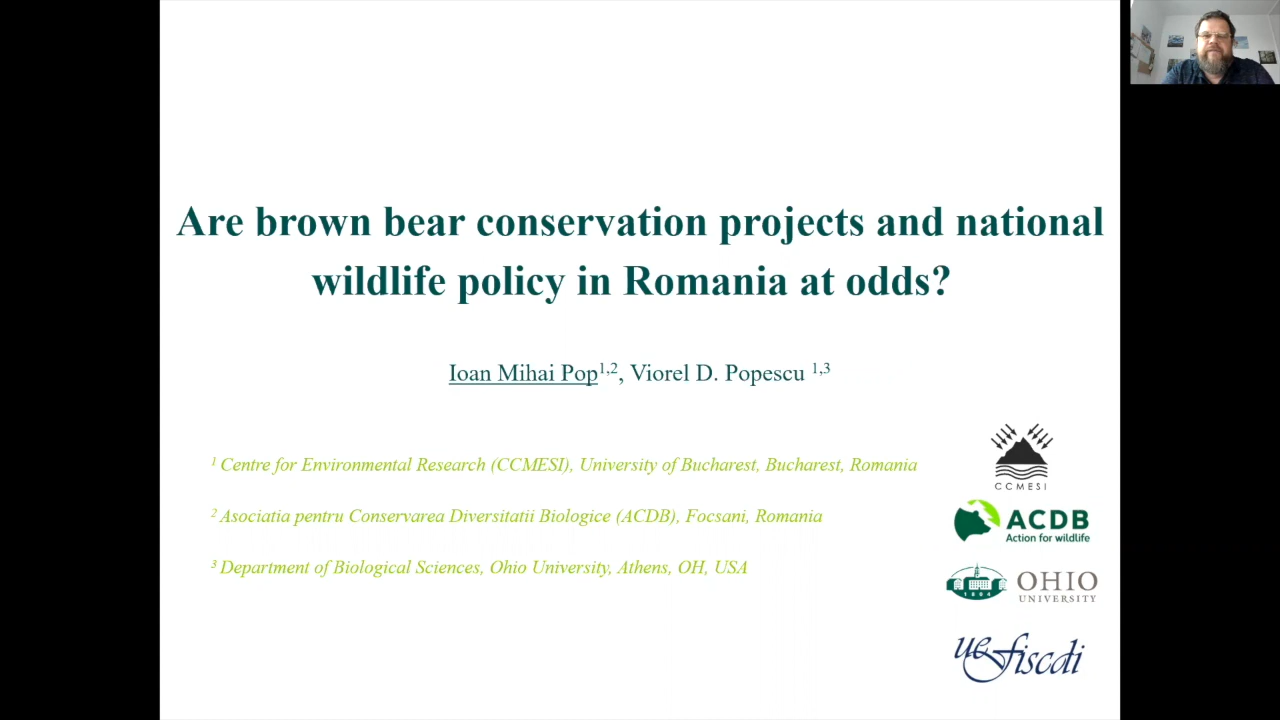 Are brown bear conservation projects and national
wildlife policy in Romania at odds?
Ioan Mihai Pop1,2, Viorel D. Popescu 1,3
1 Centre for Environmental Research (CCMESI), University of Bucharest, Bucharest, Romania
2 Asociatia pentru Conservarea Diversitatii Biologice (ACDB), Focsani, Romania
3 Department of Biological Sciences, Ohio University, Athens, OH, USA
CCMESI
ACDB
Action for wildlife
1804
OHIO
UNIVERSITY
uefiscdi